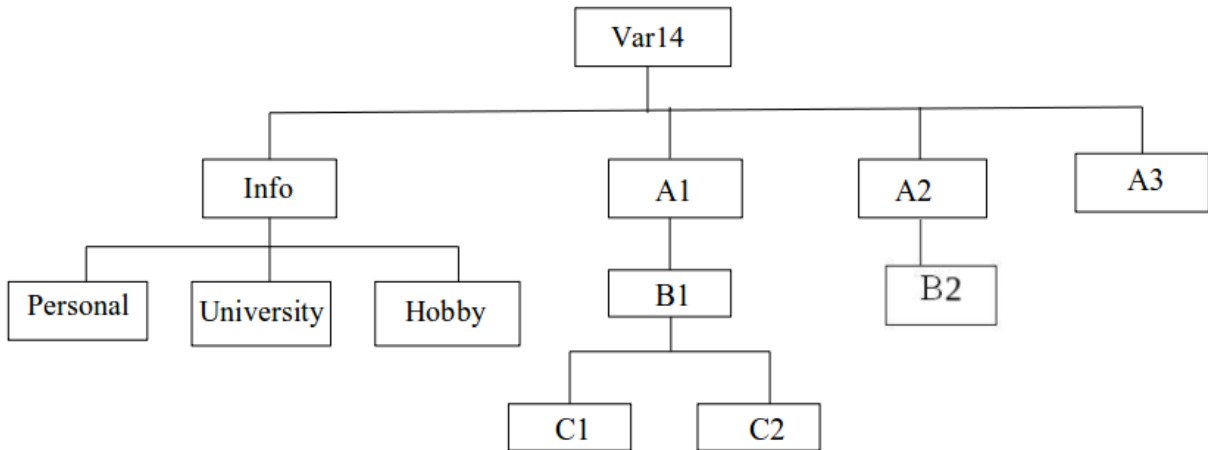 Var14
Info
A1
A2
A3
Personal
University
Hobby
B1
B2
C1
C2